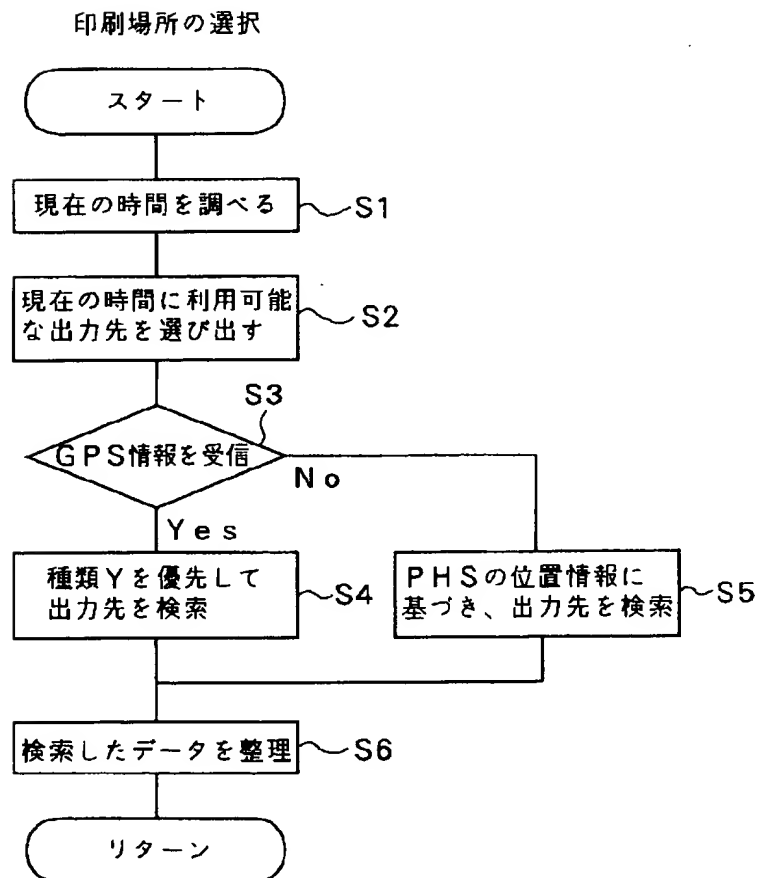 印刷場所の選択
スタート
現在の時間を調べる
S1
現在の時間に利用可能
な出力先を選び出す
S2
S3
GPS情報を受信
No
Yes
種類Yを優先して
出力先を検索
S4
PHSの位置情報に
基づき、出力先を検索
S5
検索したデータを整理
S6
リターン